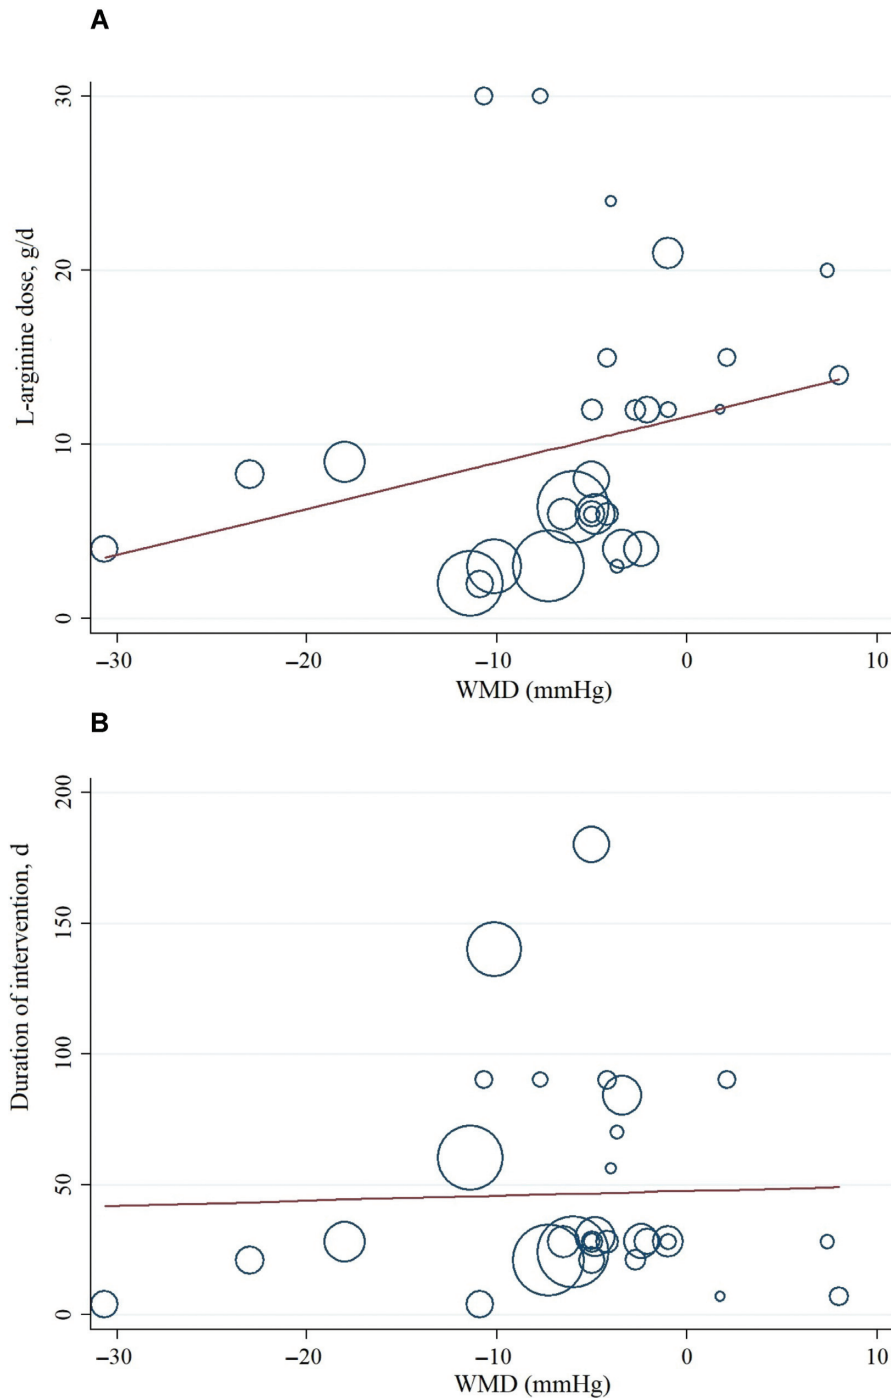 A
30
20
10
0
L-arginine dose, g/d
−30 −20 −10 0 10
WMD (mmHg)
B
200
150
100
50
0
Duration of intervention, d
−30 −20 −10 0 10
WMD (mmHg)